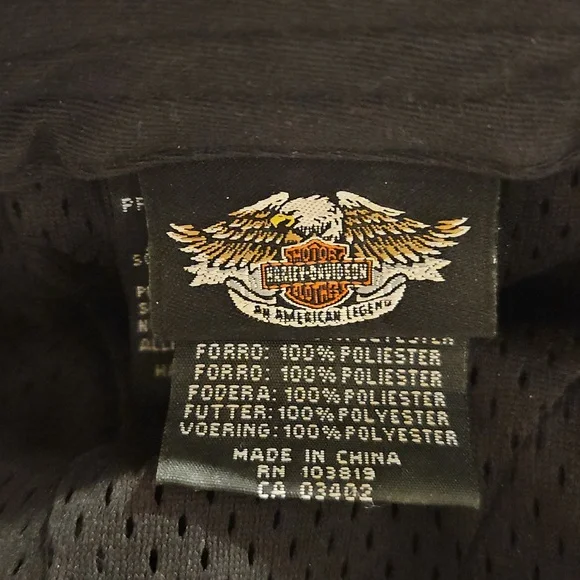 MOTOR
HARLEY-DAVIDSON
CLOTHES
AN AMERICAN LEGEND
FORRO: 100% POLIESTER
FORRO: 100% POLIESTER
FODERA: 100% POLIESTER
FUTTER: 100% POLYESTER
VOERING: 100% POLYESTER
MADE IN CHINA
RN 103819
CA 03402